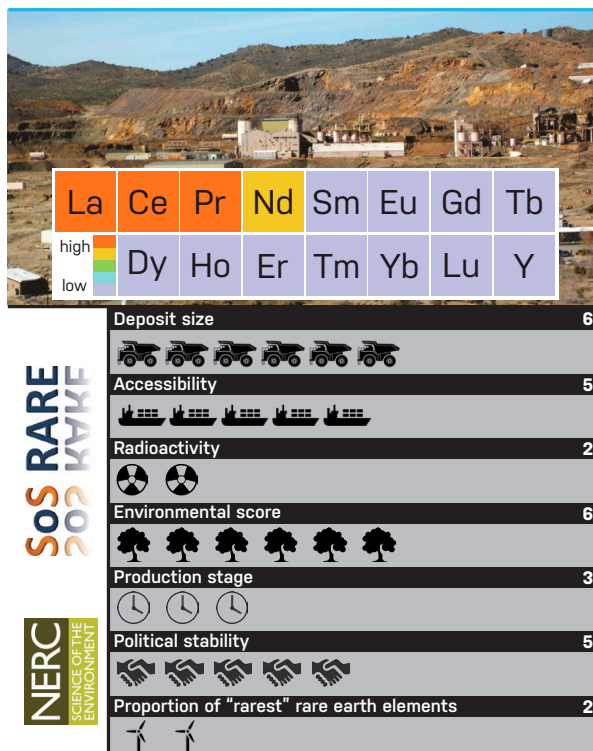 La Ce Pr Nd Sm Eu Gd Tb
high
low
Dy Ho Er Tm Yb Lu Y
Deposit size 6
Accessibility 5
Radioactivity 2
Environmental score 6
Production stage 3
Political stability 5
Proportion of “rarest” rare earth elements 2
SoS RARE
NERC
SCIENCE OF THE
ENVIRONMENT